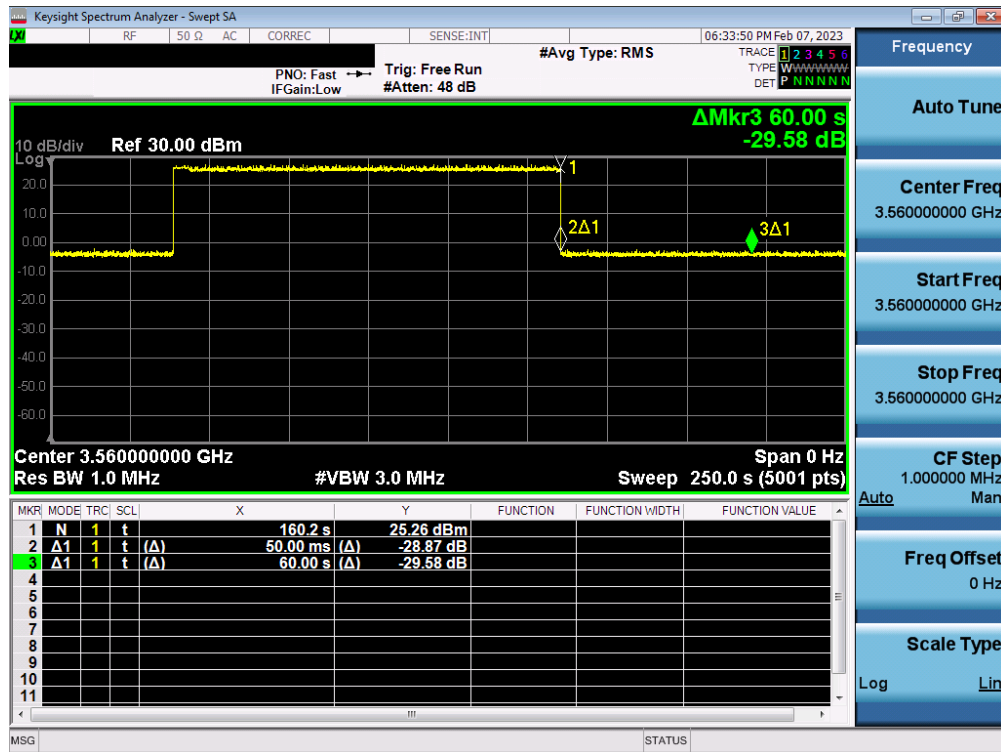 Keysight Spectrum Analyzer - Swept SA
LXI RF 50 Ω AC CORREC SENSE:INT 06:33:50 PM Feb 07, 2023
#Avg Type: RMS
TRACE 1 2 3 4 5 6
TYPE WWWWWW
DET P N N N N N
PNO: Fast
IFGain:Low
Trig: Free Run
#Atten: 48 dB
ΔMkr3 60.00 s
-29.58 dB
10 dB/div Ref 30.00 dBm
Log
20.0
10.0
0.00
-10.0
-20.0
-30.0
-40.0
-50.0
-60.0
1
2Δ1
3Δ1
Center 3.560000000 GHz Span 0 Hz
Res BW 1.0 MHz #VBW 3.0 MHz Sweep 250.0 s (5001 pts)
MKR MODE TRC SCL X Y FUNCTION FUNCTION WIDTH FUNCTION VALUE
1 N 1 t 160.2 s 25.26 dBm
2 Δ1 1 t (Δ) 50.00 ms (Δ) -28.87 dB
3 Δ1 1 t (Δ) 60.00 s (Δ) -29.58 dB
4
5
6
7
8
9
10
11
MSG STATUS
Frequency
Auto Tune
Center Freq
3.560000000 GHz
Start Freq
3.560000000 GHz
Stop Freq
3.560000000 GHz
CF Step
1.000000 MHz
Auto Man
Freq Offset
0 Hz
Scale Type
Log Lin